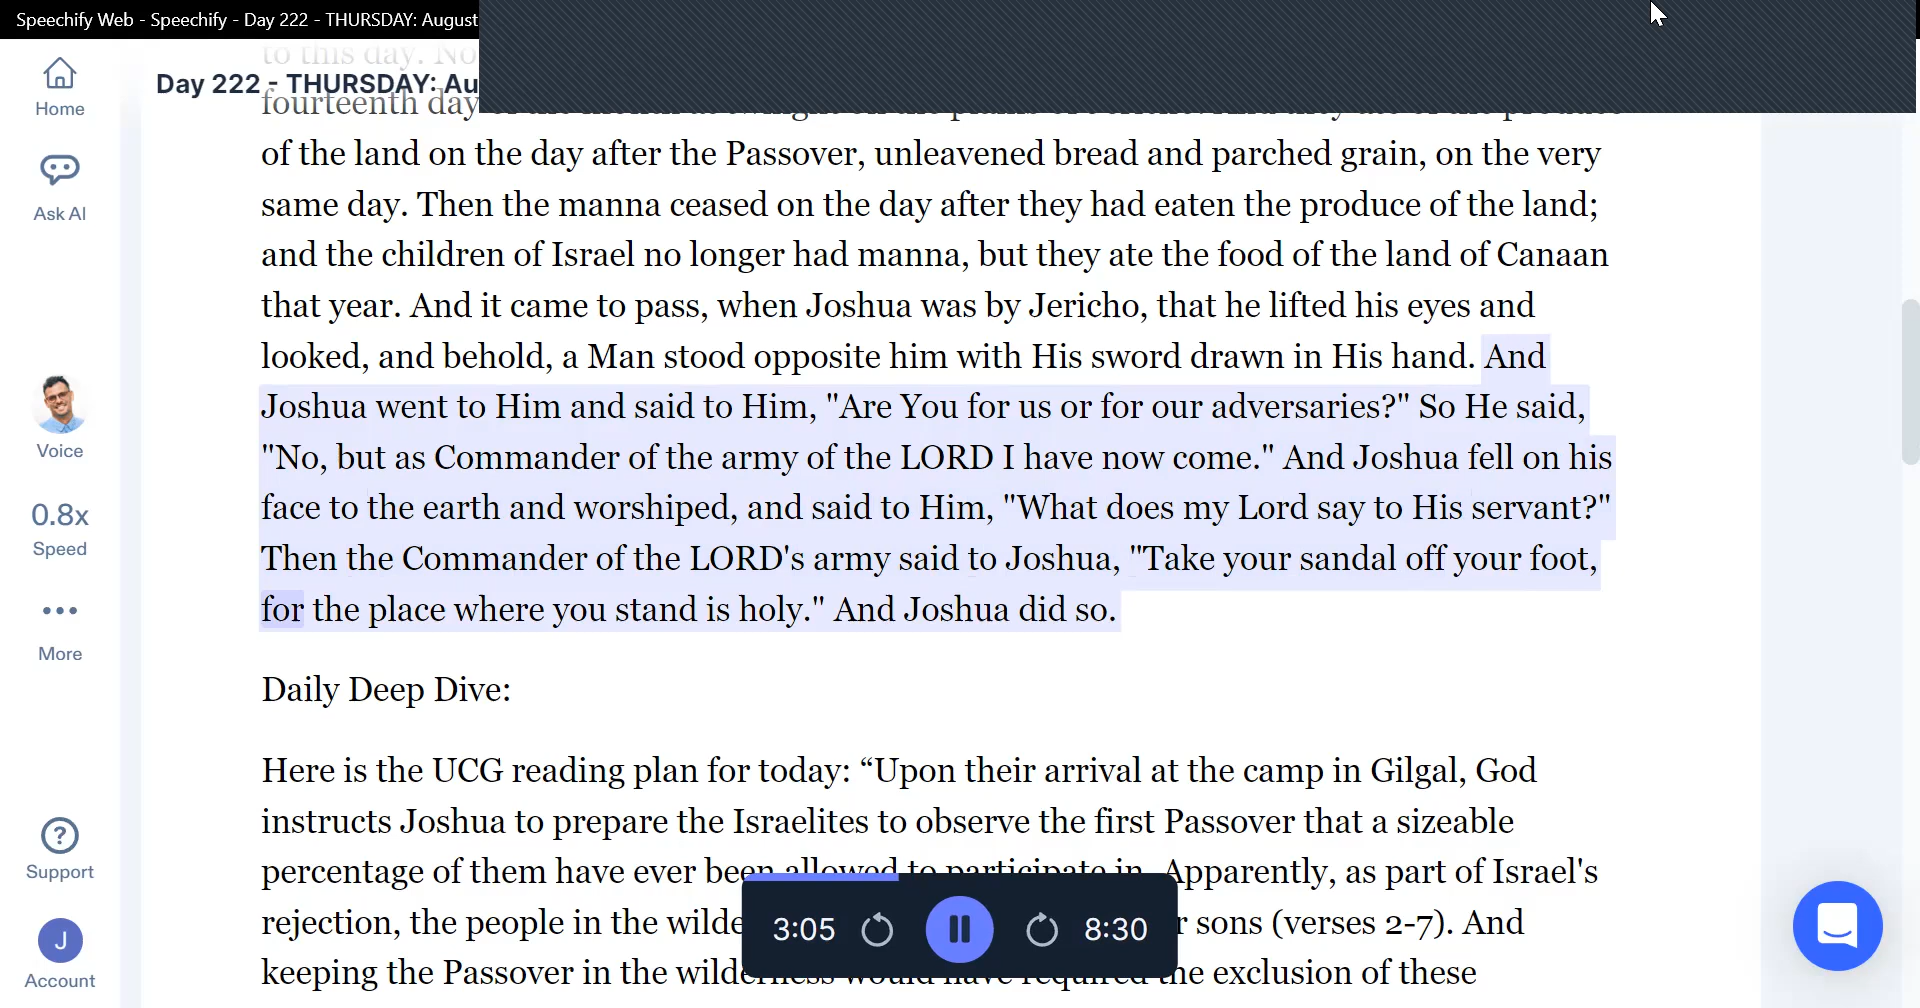 Speechify Web - Speechify - Day 222 - THURSDAY: August
Home
Ask AI
Voice
0.8x
Speed
More
Support
J
Account
to this day. No
Day 222 - THURSDAY: Au
fourteenth day
of the land on the day after the Passover, unleavened bread and parched grain, on the very
same day. Then the manna ceased on the day after they had eaten the produce of the land;
and the children of Israel no longer had manna, but they ate the food of the land of Canaan
that year. And it came to pass, when Joshua was by Jericho, that he lifted his eyes and
looked, and behold, a Man stood opposite him with His sword drawn in His hand. And
Joshua went to Him and said to Him, "Are You for us or for our adversaries?" So He said,
"No, but as Commander of the army of the LORD I have now come." And Joshua fell on his
face to the earth and worshiped, and said to Him, "What does my Lord say to His servant?"
Then the Commander of the LORD's army said to Joshua, "Take your sandal off your foot,
for the place where you stand is holy." And Joshua did so.
Daily Deep Dive:
Here is the UCG reading plan for today: “Upon their arrival at the camp in Gilgal, God
instructs Joshua to prepare the Israelites to observe the first Passover that a sizeable
percentage of them have ever been allowed to participate in. Apparently, as part of Israel's
rejection, the people in the wilde r sons (verses 2-7). And
keeping the Passover in the wilderness would have required the exclusion of these
3:05
8:30